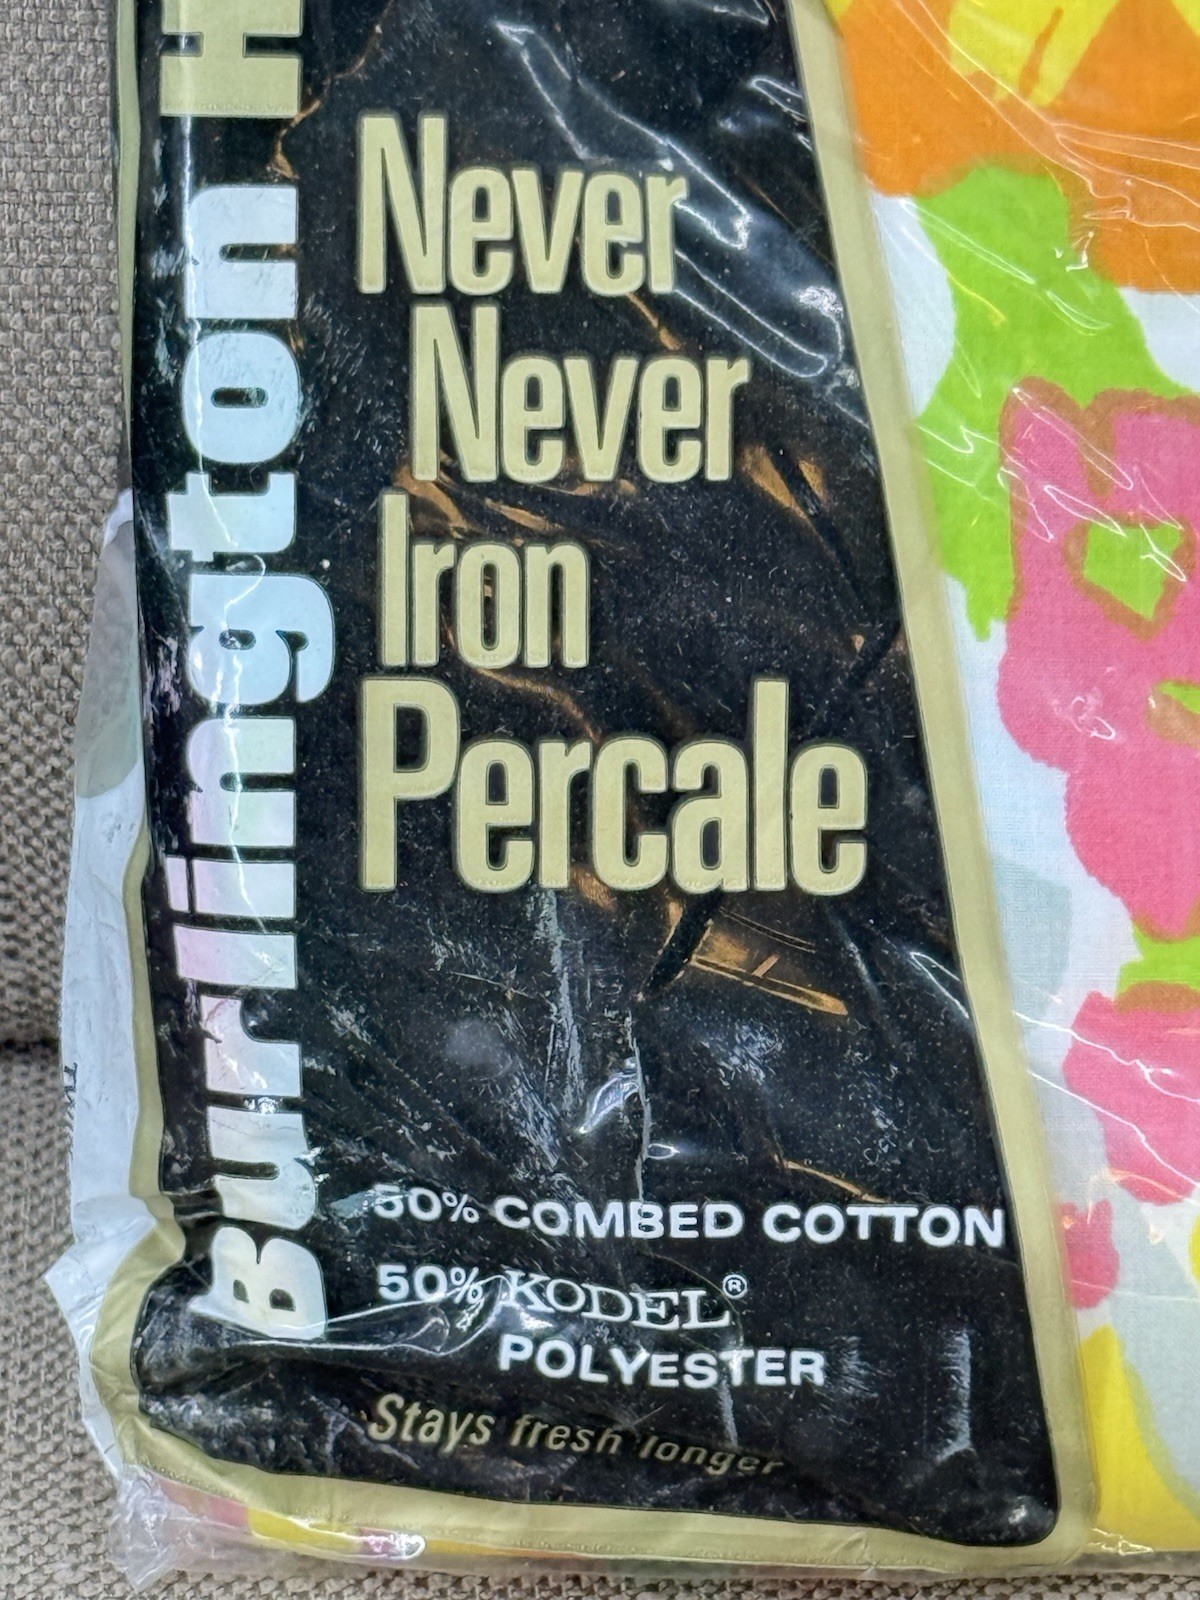 Burlington H
Never
Never
Iron
Percale
50% COMBED COTTON
50% KODEL®
POLYESTER
Stays fresh longer